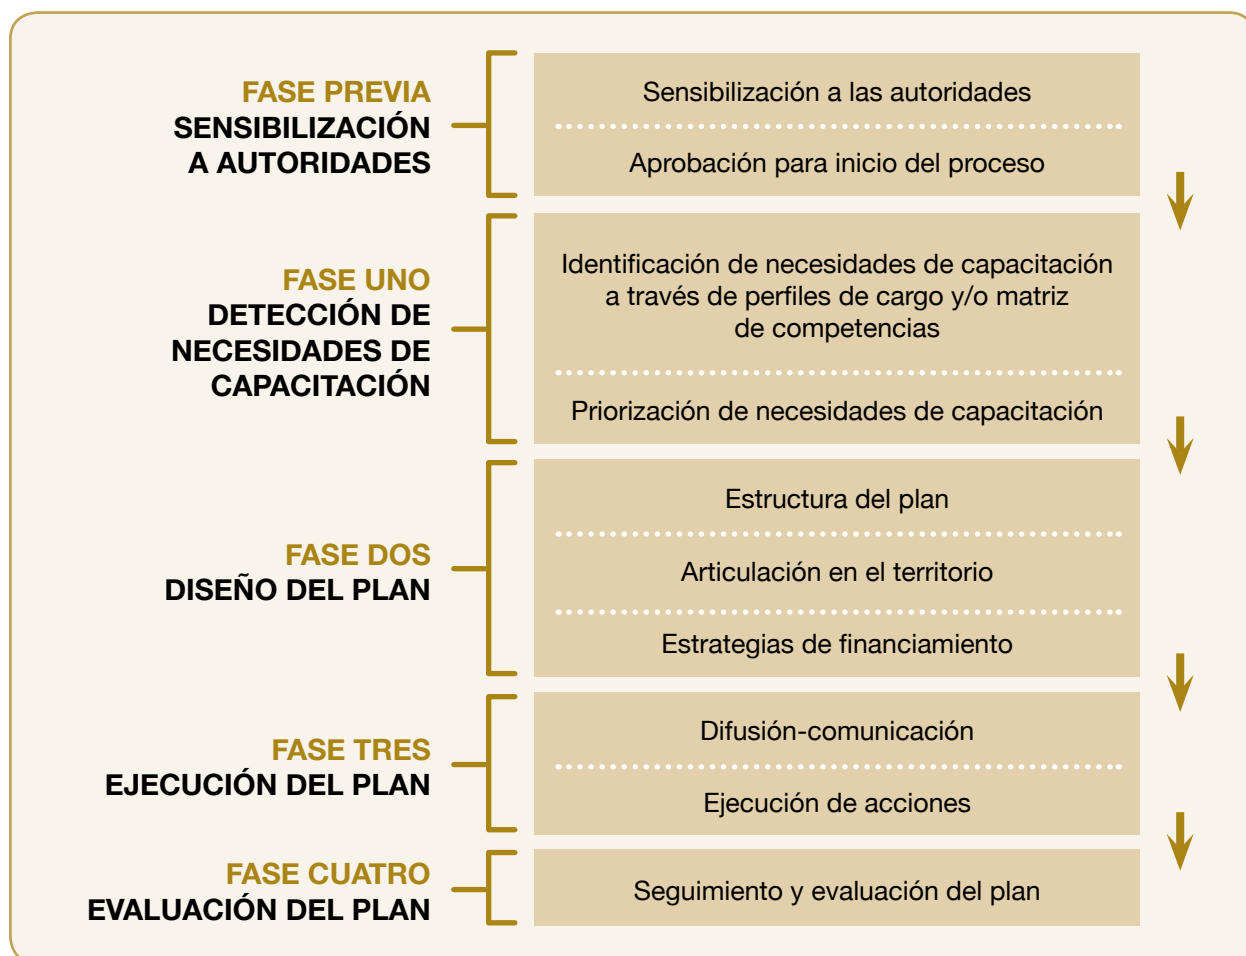 FASE PREVIA
SENSIBILIZACIÓN
A AUTORIDADES
Sensibilización a las autoridades
Aprobación para inicio del proceso
FASE UNO
DETECCIÓN DE
NECESIDADES DE
CAPACITACIÓN
Identificación de necesidades de capacitación
a través de perfiles de cargo y/o matriz
de competencias
Priorización de necesidades de capacitación
FASE DOS
DISEÑO DEL PLAN
Estructura del plan
Articulación en el territorio
Estrategias de financiamiento
FASE TRES
EJECUCIÓN DEL PLAN
Difusión-comunicación
Ejecución de acciones
FASE CUATRO
EVALUACIÓN DEL PLAN
Seguimiento y evaluación del plan